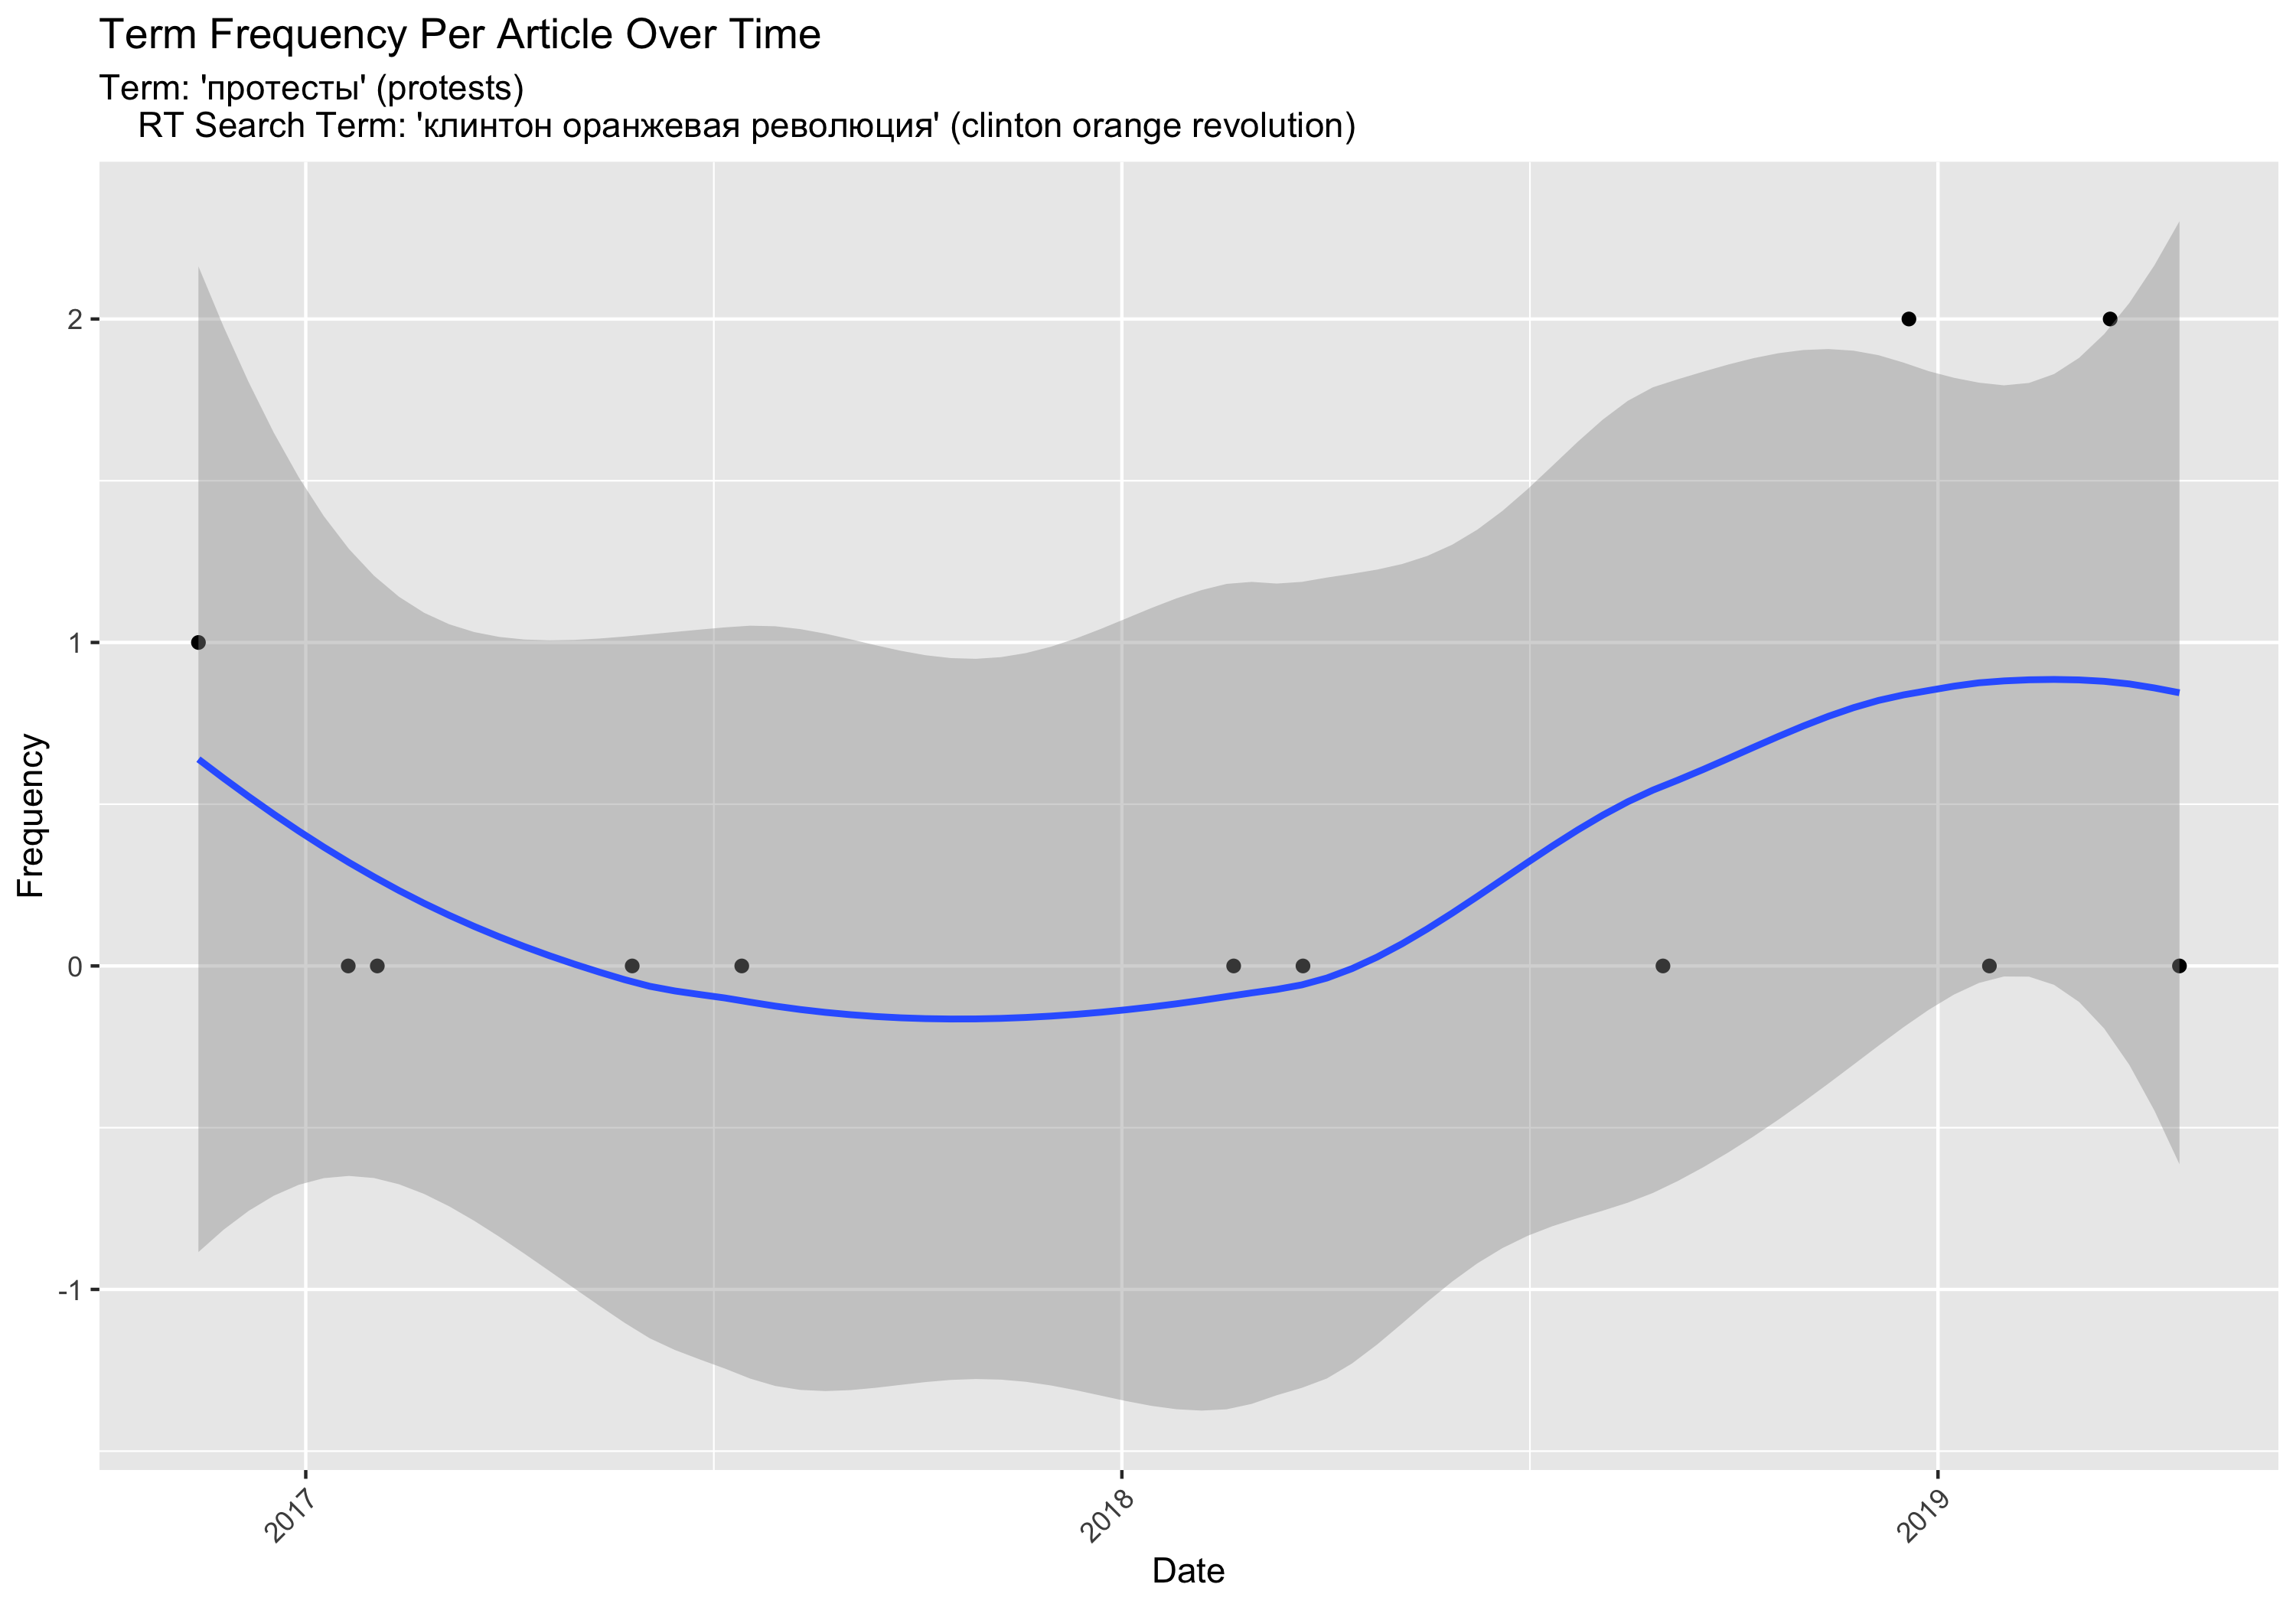 Term Frequency Per Article Over Time
Term: 'протесты' (protests)
RT Search Term: 'клинтон оранжевая революция' (clinton orange revolution)
Frequency
2
1
0
-1
2017
2018
2019
Date